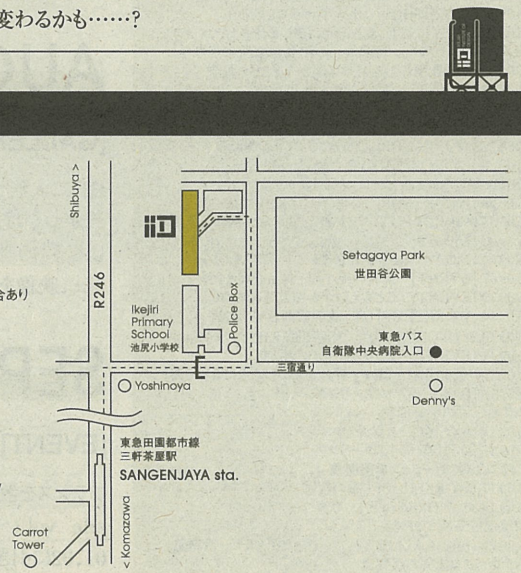 変わるかも……?
Shibuya >
R246
Setagaya Park
世田谷公園
合あり
Ikejiri
Primary
School
池尻小学校
Police Box
東急バス
自衛隊中央病院入口
三宿通り
Yoshinoya
Denny's
東急田園都市線
三軒茶屋駅
SANGENJAYA sta.
Carrot
Tower
< Komazawa